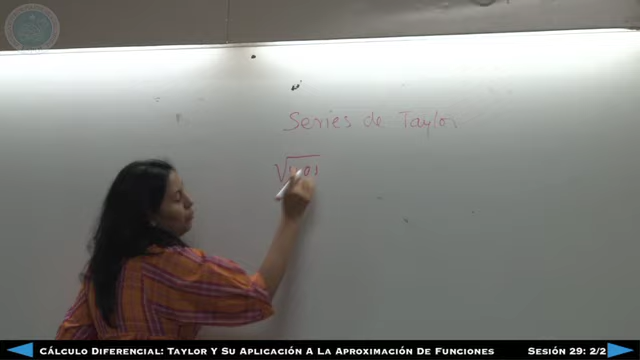 Series de Taylor
CÁLCULO DIFERENCIAL: TAYLOR Y SU APLICACIÓN A LA APROXIMACIÓN DE FUNCIONES
SESIÓN 29: 2/2